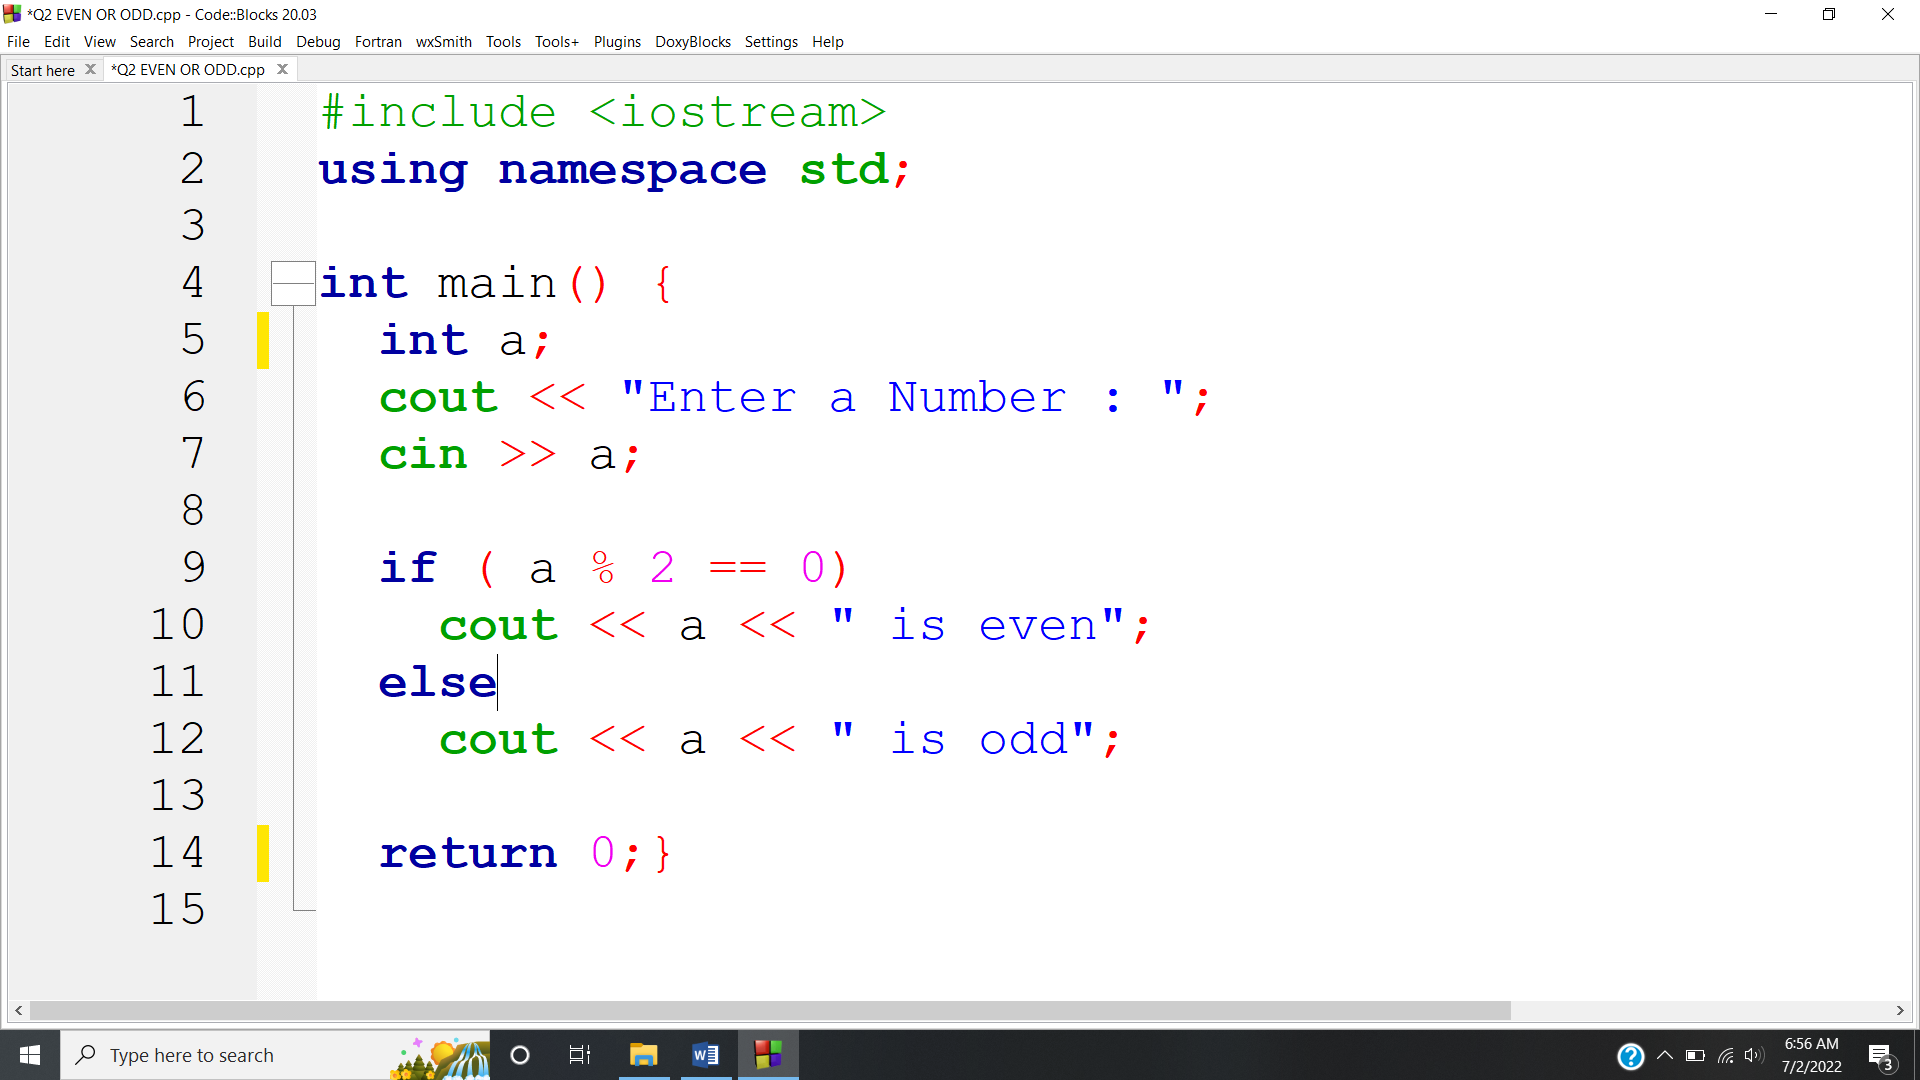 *Q2 EVEN OR ODD.cpp - Code::Blocks 20.03
File Edit View Search Project Build Debug Fortran wxSmith Tools Tools+ Plugins DoxyBlocks Settings Help
Start here X *Q2 EVEN OR ODD.cpp X
1 #include <iostream>
2 using namespace std;
3
4 int main() {
5 int a;
6 cout << "Enter a Number : ";
7 cin >> a;
8
9 if ( a % 2 == 0)
10 cout << a << " is even";
11 else
12 cout << a << " is odd";
13
14 return 0;}
15
Type here to search
6:56 AM
7/2/2022
3